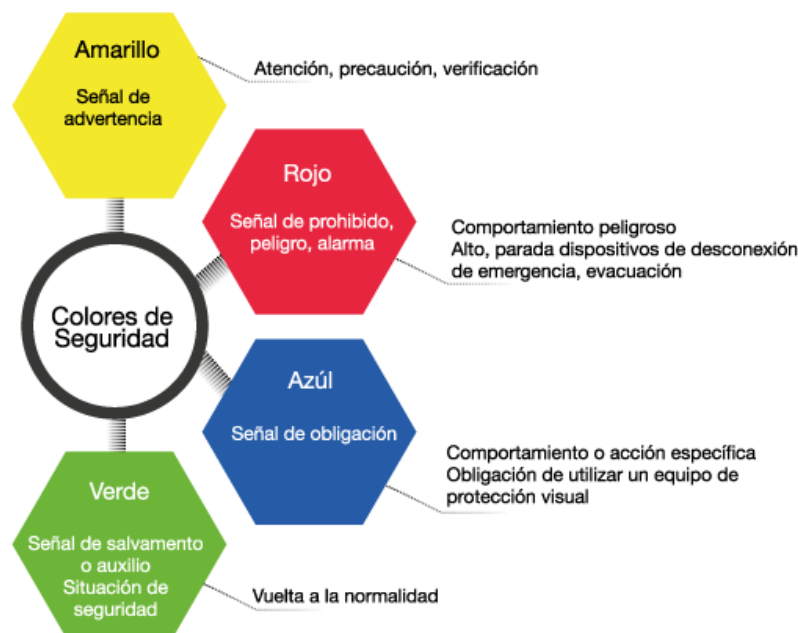 Amarillo
Señal de
advertencia
Atención, precaución, verificación
Rojo
Señal de prohibido,
peligro, alarma
Comportamiento peligroso
Alto, parada dispositivos de desconexión
de emergencia, evacuación
Colores de
Seguridad
Azúl
Señal de obligación
Comportamiento o acción específica
Obligación de utilizar un equipo de
protección visual
Verde
Señal de salvamento
o auxilio
Situación de
seguridad
Vuelta a la normalidad